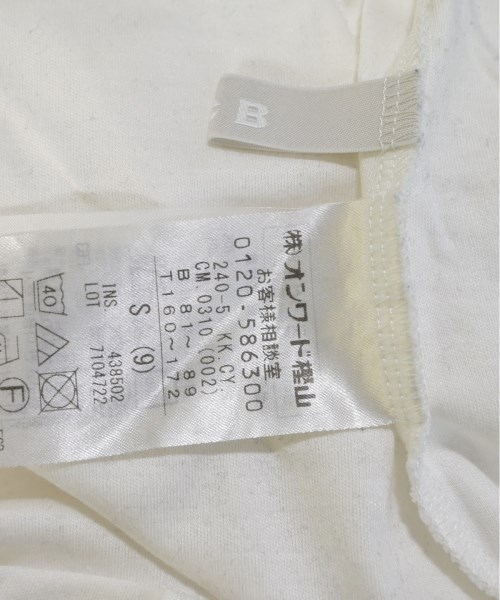 B
㈱オンワード樫山
お客様相談室
0120-586300
240-5 KK.CY.
CM 0310 (002)
B 81~ 89
T 160~172
S (9)
INS 438502
LOT 7104722
40
F